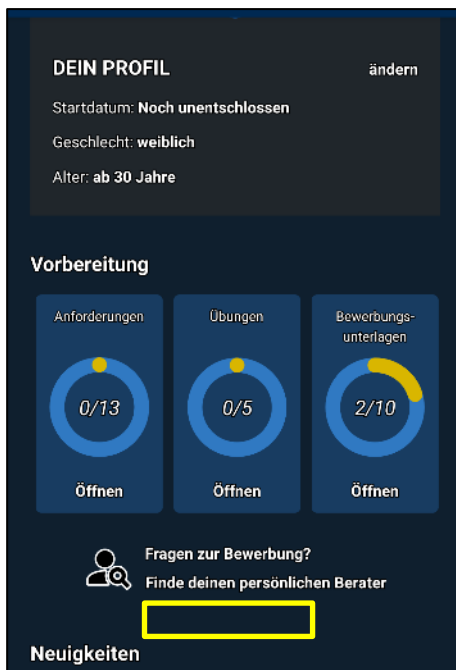 DEIN PROFIL ändern
Startdatum: Noch unentschlossen
Geschlecht: weiblich
Alter: ab 30 Jahre
Vorbereitung
Anforderungen
0/13
Öffnen
Übungen
0/5
Öffnen
Bewerbungs-
unterlagen
2/10
Öffnen
Fragen zur Bewerbung?
Finde deinen persönlichen Berater
Neuigkeiten